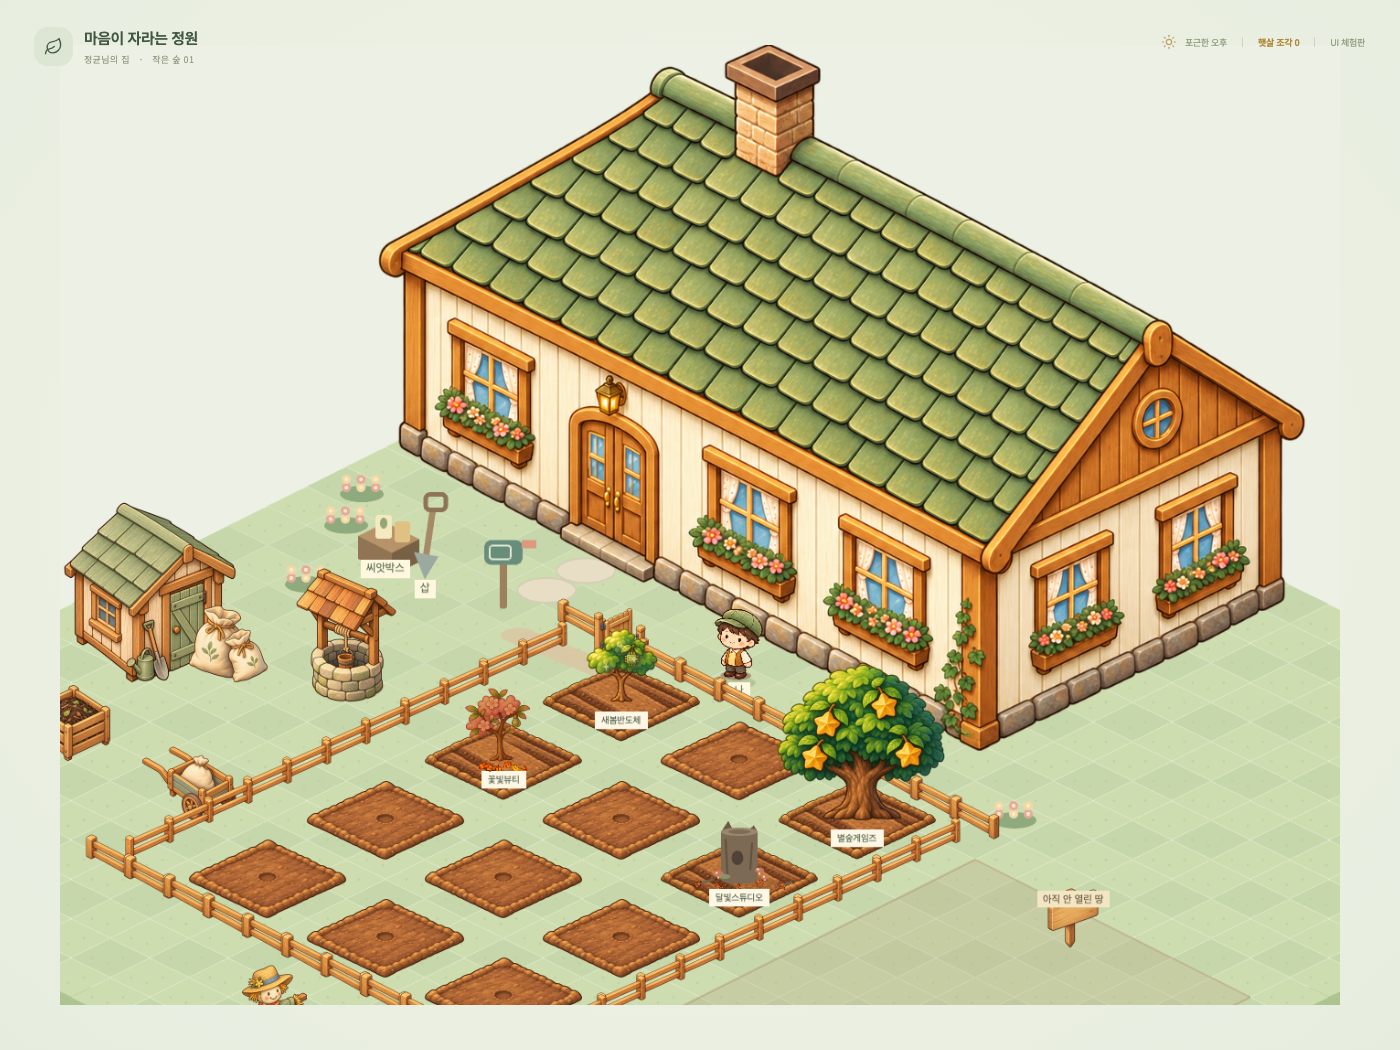 마음이 자라는 정원
정균님의 집 · 작은 숲 01
포근한 오후
햇살 조각 0
UI 체험판
씨앗박스
삽
새봄반도체
꽃빛뷰티
별숲게임즈
달빛스튜디오
아직 안 열린 땅